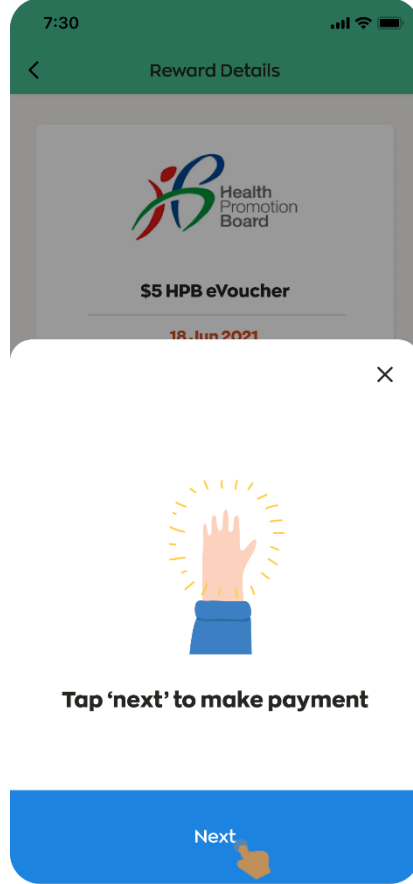 7:30
Reward Details
Health
Promotion
Board
$5 HPB eVoucher
18 Jun 2021
Tap ‘next’ to make payment
Next